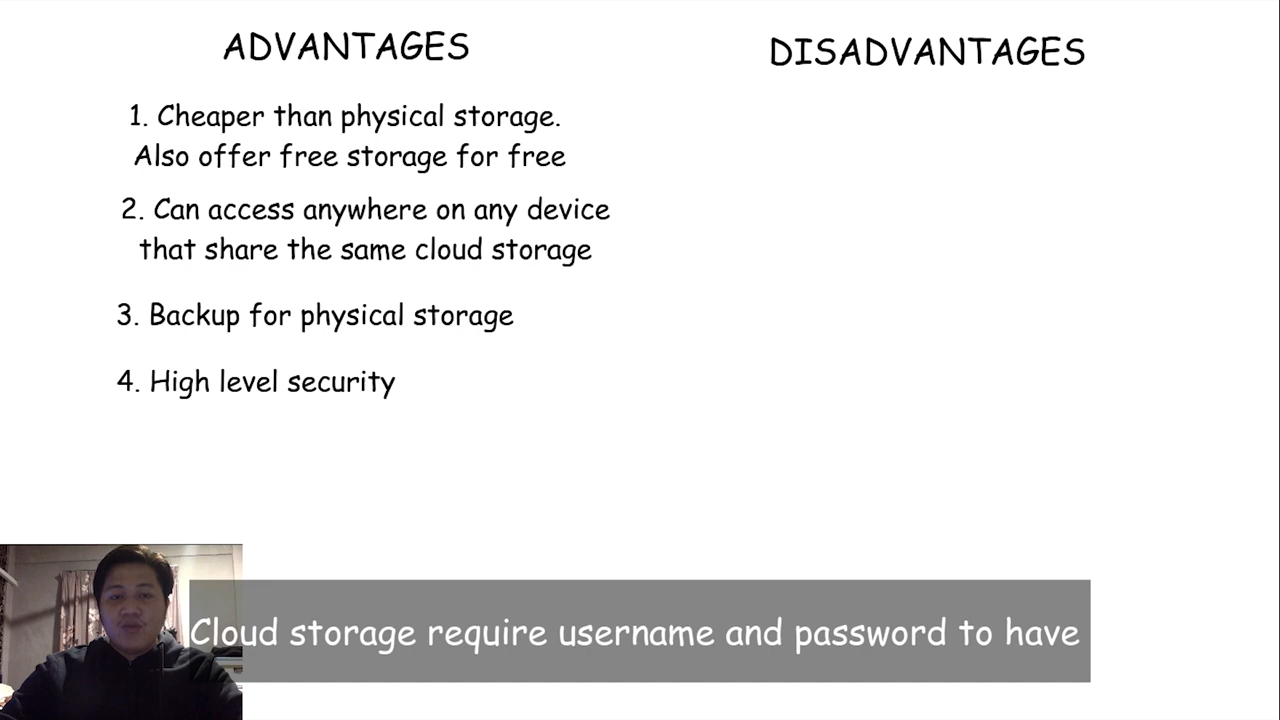 ADVANTAGES
DISADVANTAGES
1. Cheaper than physical storage.
Also offer free storage for free
2. Can access anywhere on any device
that share the same cloud storage
3. Backup for physical storage
4. High level security
Cloud storage require username and password to have